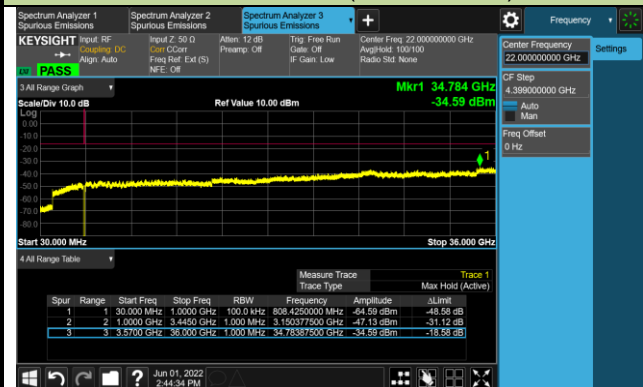 Spectrum Analyzer 1
Spurious Emissions
Spectrum Analyzer 2
Spurious Emissions
Spectrum Analyzer 3
Spurious Emissions
Frequency
KEYSIGHT
Input: RF
Coupling: DC
Align: Auto
Input Z: 50 Ω
Corr CCorr
Freq Ref: Ext (S)
NFE: Off
Atten: 12 dB
Preamp: Off
Trig: Free Run
Gate: Off
IF Gain: Low
Center Freq: 22.000000000 GHz
Avg|Hold: 100/100
Radio Std: None
PASS
Center Frequency
22.000000000 GHz
Settings
CF Step
4.399000000 GHz
Auto
Man
Freq Offset
0 Hz
3 All Range Graph
Mkr1 34.784 GHz
Scale/Div 10.0 dB
Ref Value 10.00 dBm
-34.59 dBm
Log
0.00
-10.0
-20.0
-30.0
-40.0
-50.0
-60.0
-70.0
-80.0
1
Start 30.000 MHz
Stop 36.000 GHz
4 All Range Table
Measure Trace Trace 1
Trace Type Max Hold (Active)
Spur Range Start Freq Stop Freq RBW Frequency Amplitude ΔLimit
1 1 30.000 MHz 1.0000 GHz 100.0 kHz 808.4250000 MHz -64.59 dBm -48.58 dB
2 2 1.0000 GHz 3.4450 GHz 1.000 MHz 3.150377500 GHz -47.13 dBm -31.12 dB
3 3 3.5700 GHz 36.000 GHz 1.000 MHz 34.78387500 GHz -34.59 dBm -18.58 dB
Jun 01, 2022
2:44:34 PM